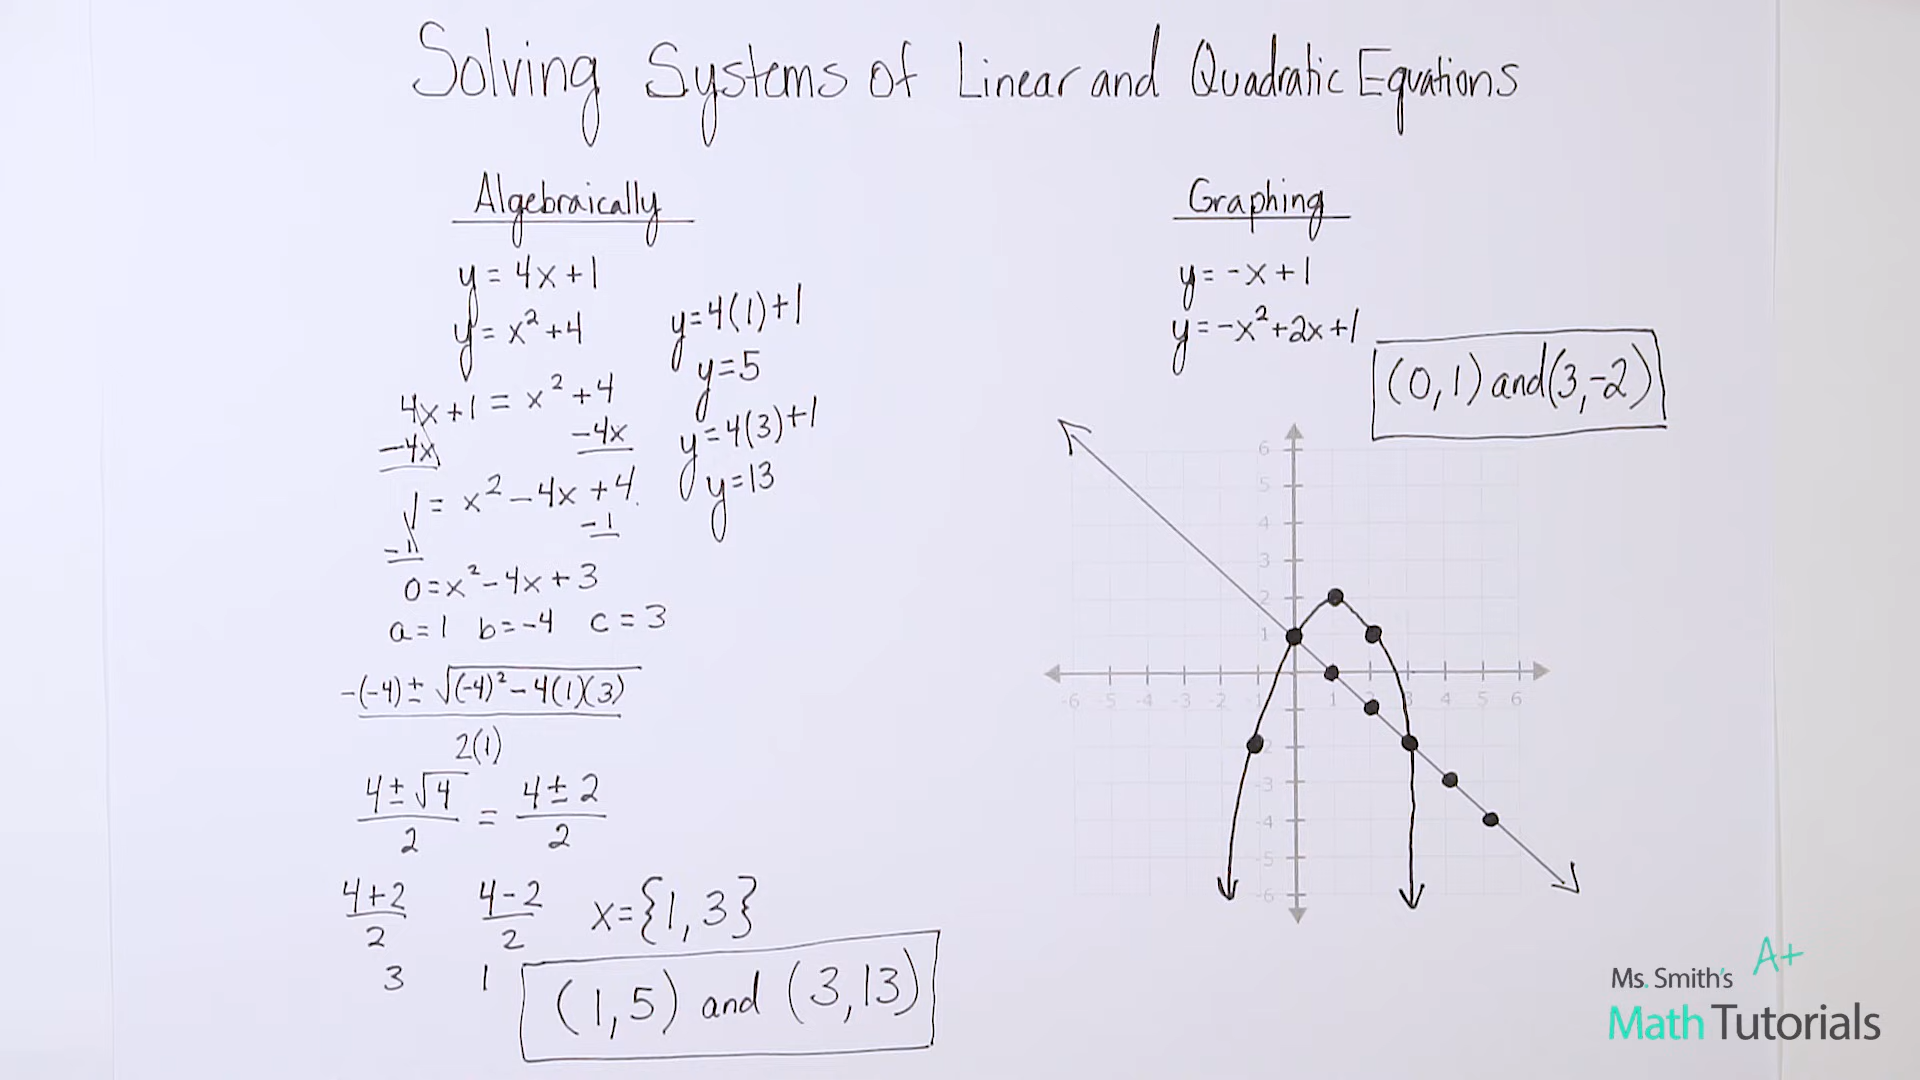 Solving Systems of Linear and Quadratic Equations
Algebraically
y = 4x + 1
y = x² + 4
4x + 1 = x² + 4
-4x -4x
1 = x² - 4x + 4
-1 -1
0 = x² - 4x + 3
a = 1 b = -4 c = 3
-(-4) ± √(-4)² - 4(1)(3)
2(1)
4 ± √4 = 4 ± 2
2 2
4+2 4-2
2 2
3 1
x = {1, 3}
(1, 5) and (3, 13)
y = 4(1) + 1
y = 5
y = 4(3) + 1
y = 13
Graphing
y = -x + 1
y = -x² + 2x + 1
(0, 1) and (3, -2)
6
5
4
3
2
1
-6 -5 -4 -3 -2 -1 1 2 3 4 5 6
-2
-3
-4
-5
-6
A+
Ms. Smith's
Math Tutorials